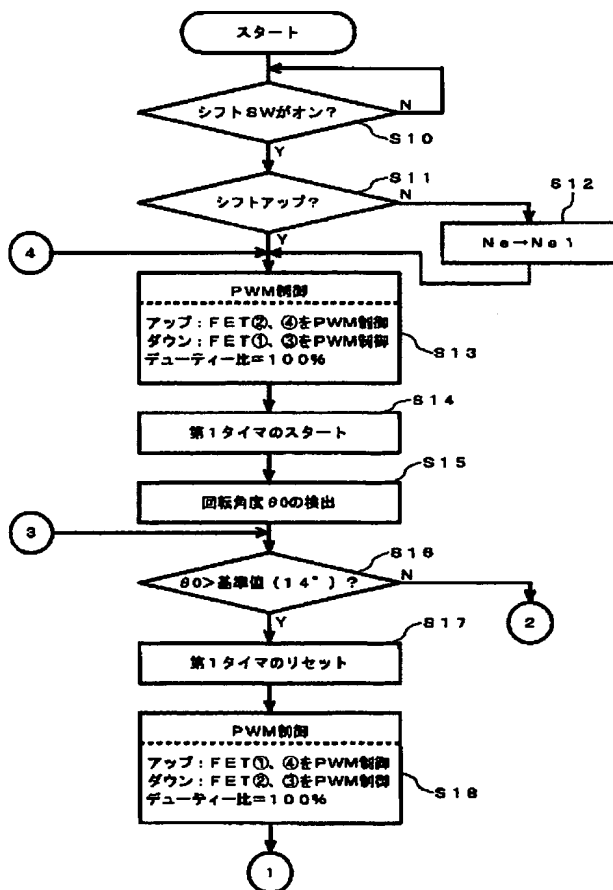 スタート
シフトSWがオン?
N
S10
Y
シフトアップ?
S11
N
S12
Ne→Ne1
Y
④
PWM制御
アップ:FET②、④をPWM制御
ダウン:FET①、③をPWM制御
デューティー比=100%
S13
S14
第1タイマのスタート
S15
回転角度θ0の検出
③
S16
θ0>基準値(14°)?
N
②
Y
S17
第1タイマのリセット
PWM制御
アップ:FET①、④をPWM制御
ダウン:FET②、③をPWM制御
デューティー比=100%
S18
①